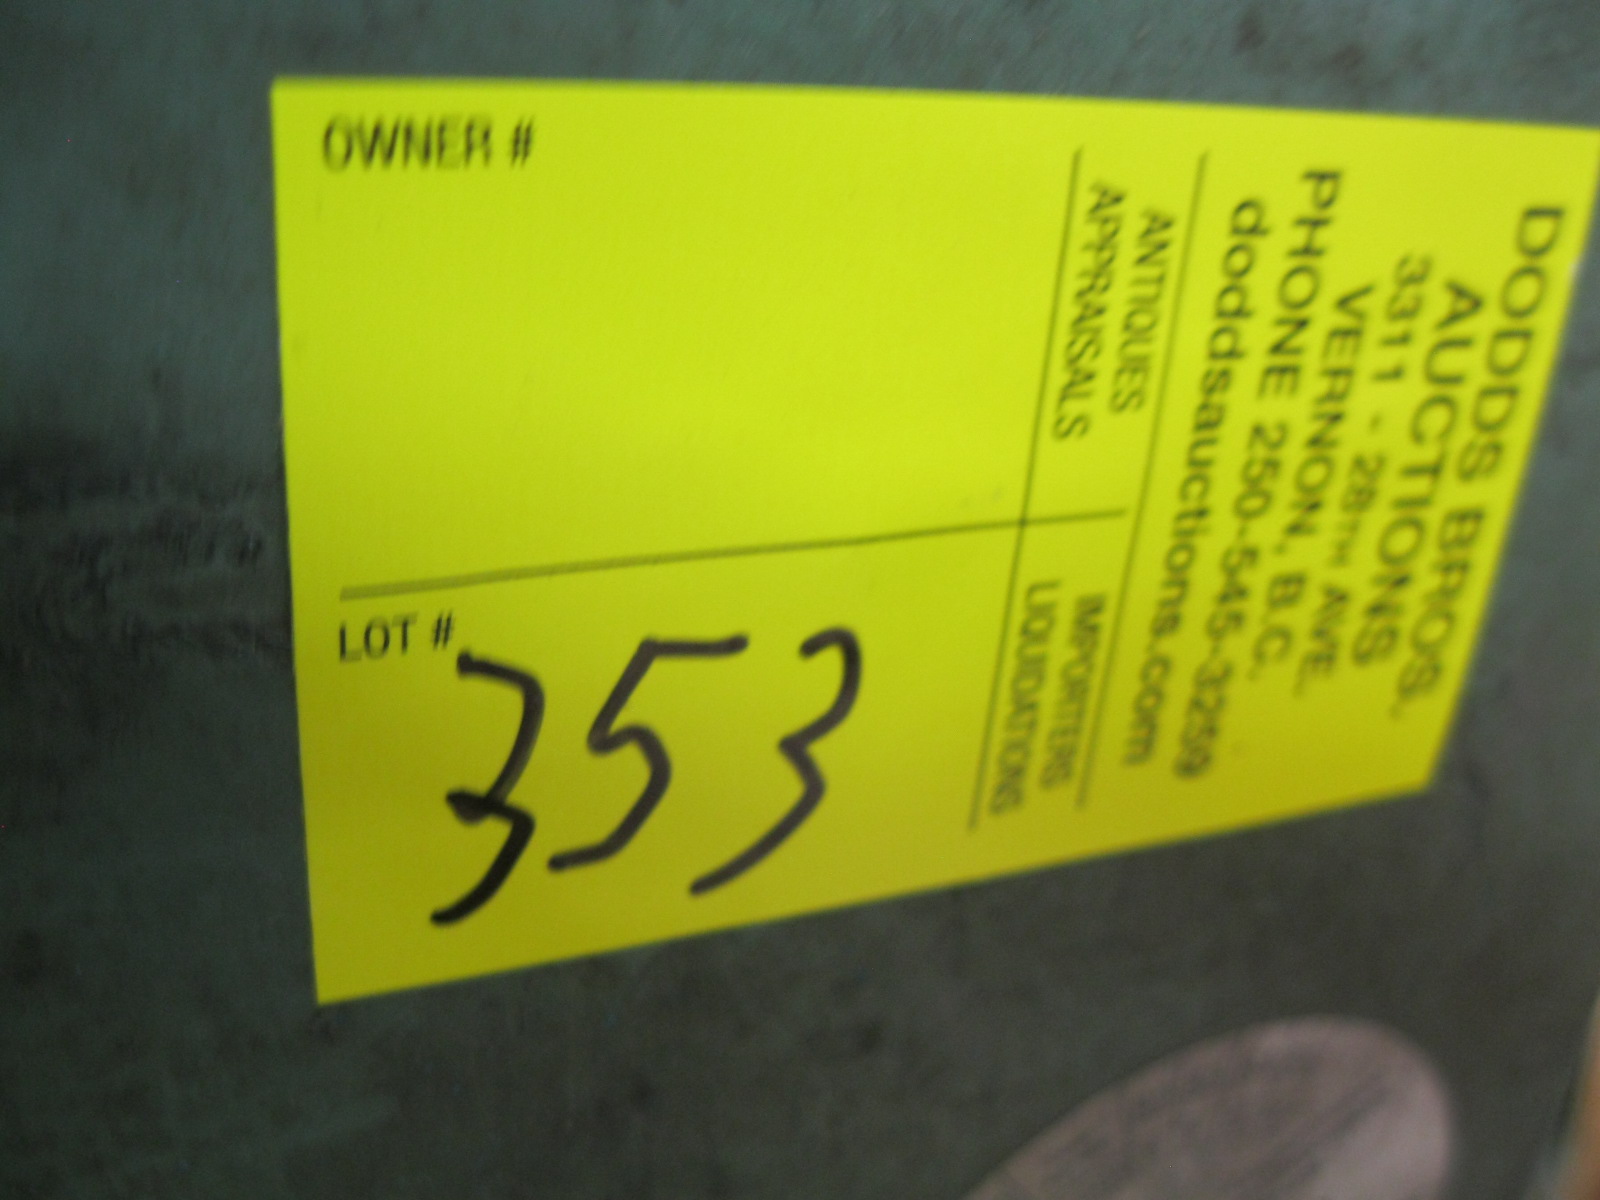 DODDS BROS.
AUCTIONS
3311 - 28TH AVE.
VERNON, B.C.
PHONE 250-545-3259
doddsauctions.com
ANTIQUES
APPRAISALS
IMPORTERS
LIQUIDATIONS
OWNER #
LOT #
353